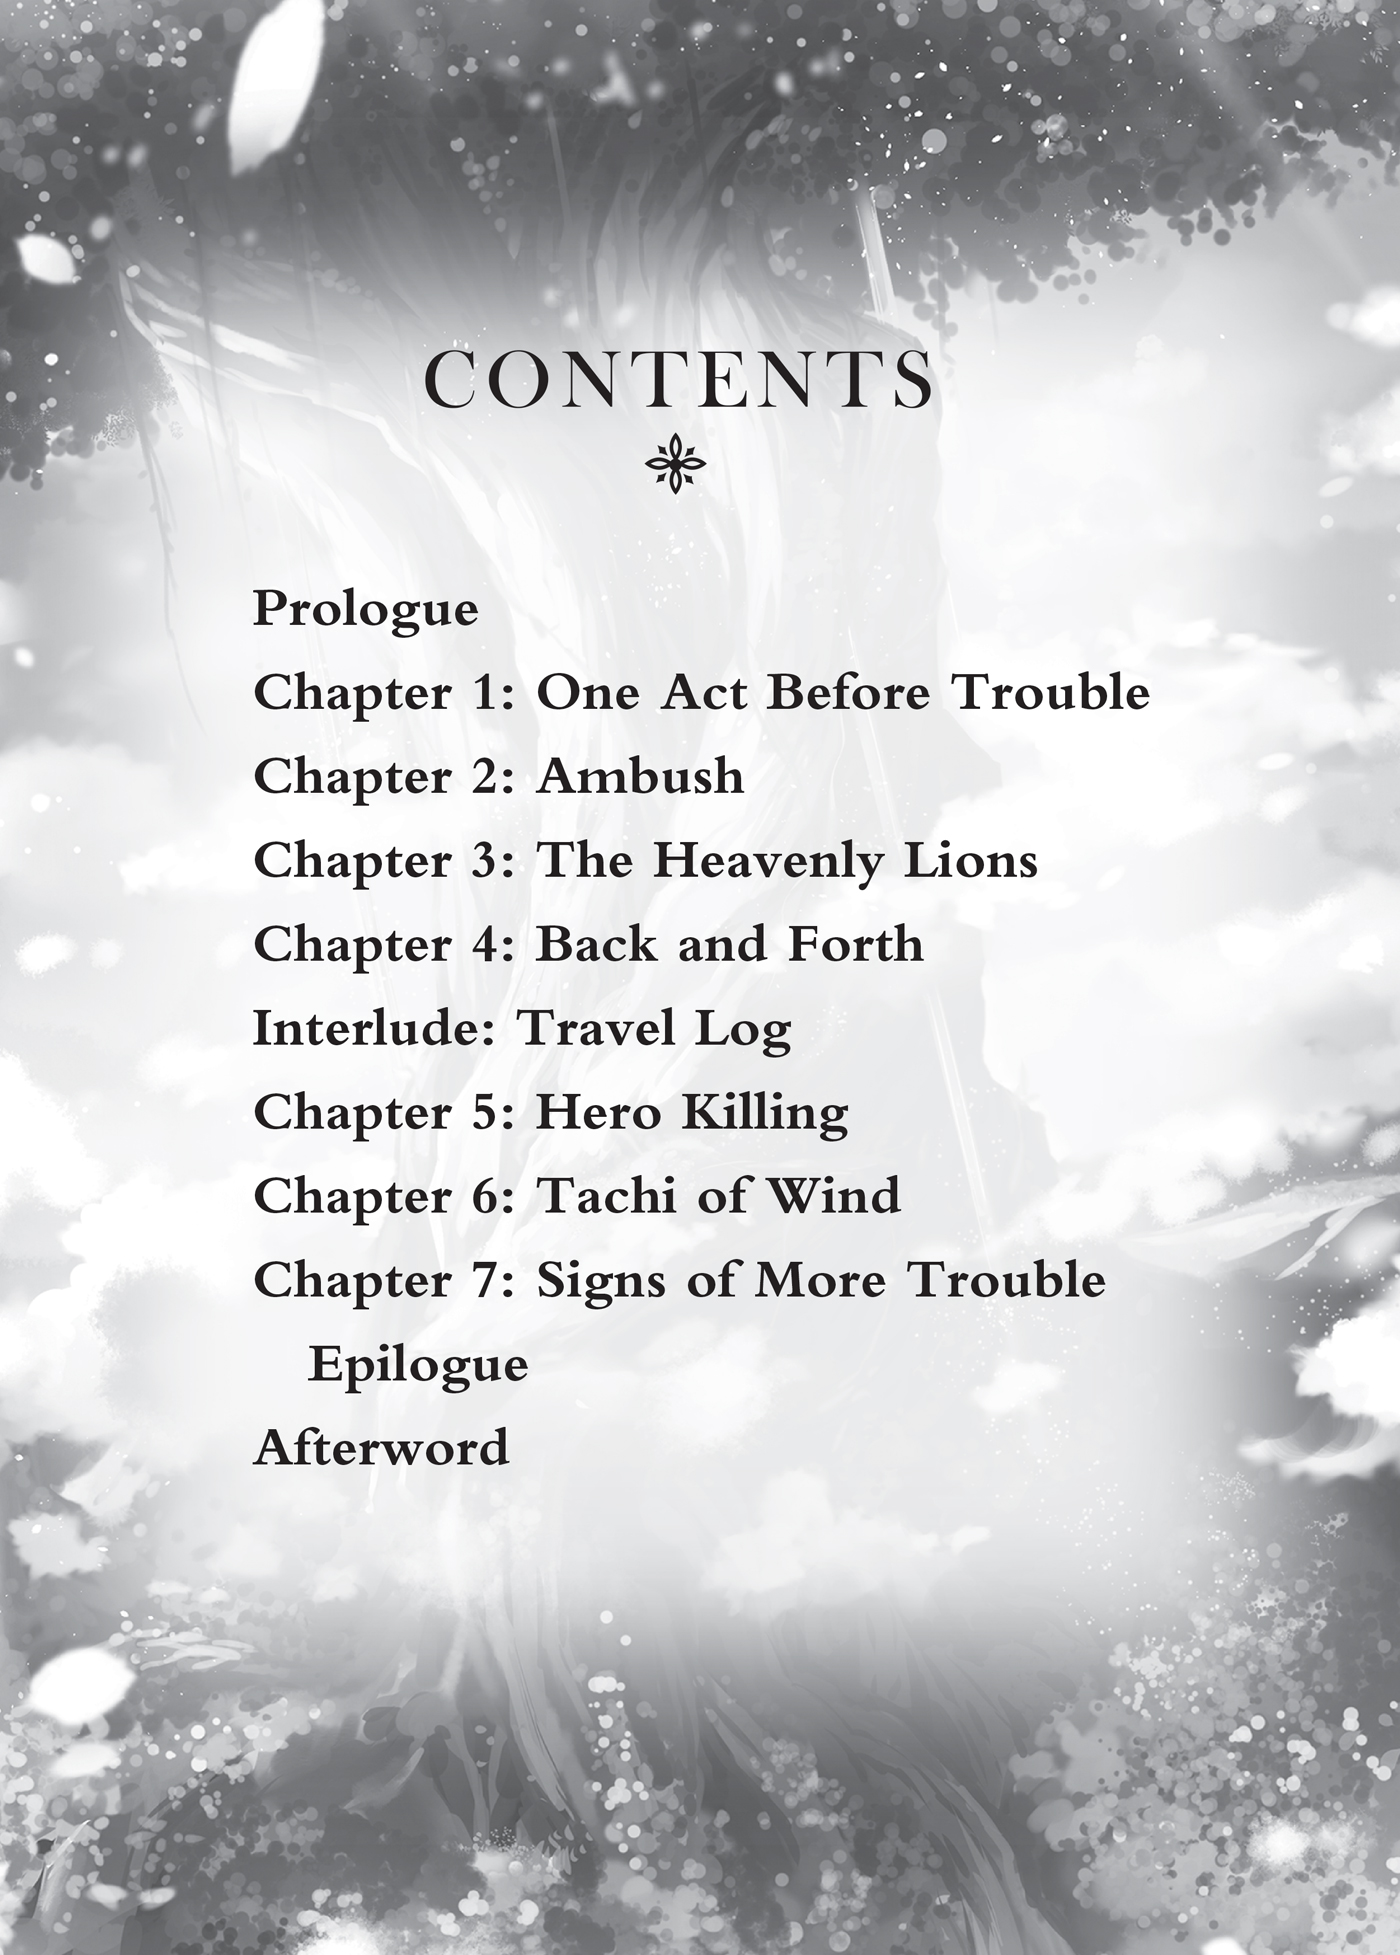 CONTENTS
Prologue
Chapter 1: One Act Before Trouble
Chapter 2: Ambush
Chapter 3: The Heavenly Lions
Chapter 4: Back and Forth
Interlude: Travel Log
Chapter 5: Hero Killing
Chapter 6: Tachi of Wind
Chapter 7: Signs of More Trouble
Epilogue
Afterword